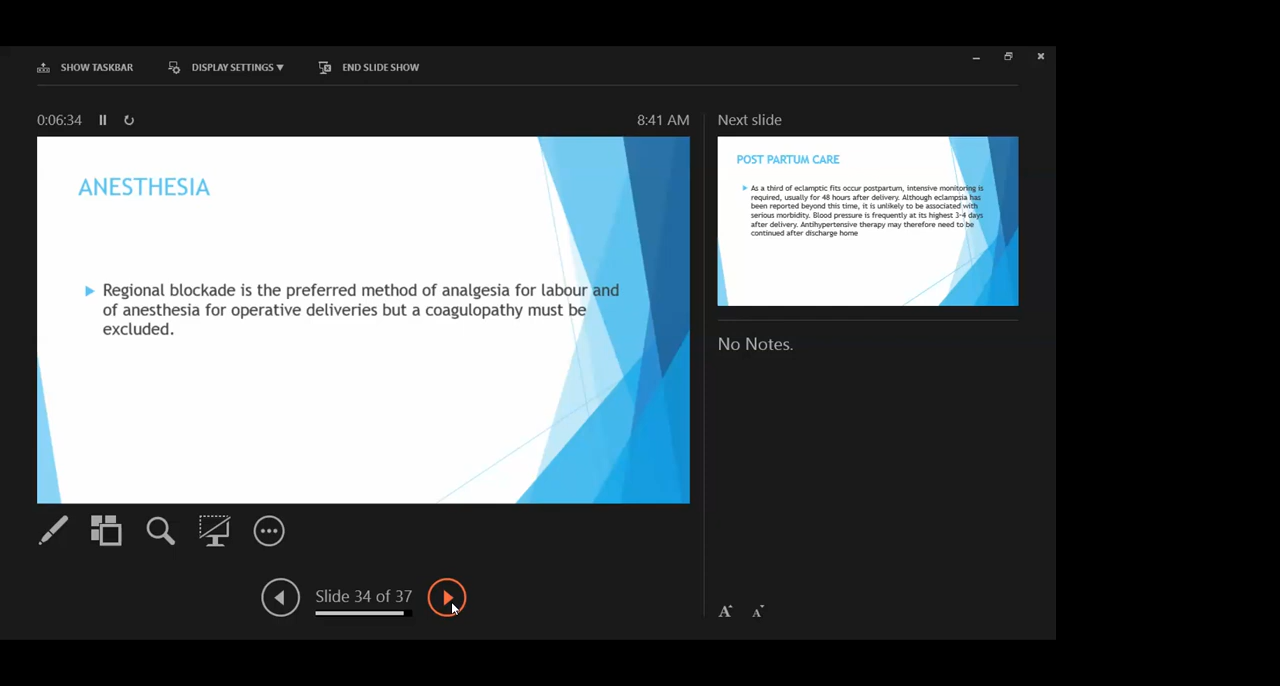 SHOW TASKBAR
DISPLAY SETTINGS ▼
END SLIDE SHOW
0:06:34
8:41 AM
ANESTHESIA
Regional blockade is the preferred method of analgesia for labour and
of anesthesia for operative deliveries but a coagulopathy must be
excluded.
Slide 34 of 37
Next slide
POST PARTUM CARE
As a third of eclamptic fits occur postpartum, intensive monitoring is
required, usually for 48 hours after delivery. Although eclampsia has
been reported beyond this time, it is unlikely to be associated with
serious morbidity. Blood pressure is frequently at its highest 3-4 days
after delivery. Antihypertensive therapy may therefore need to be
continued after discharge home
No Notes.
A A